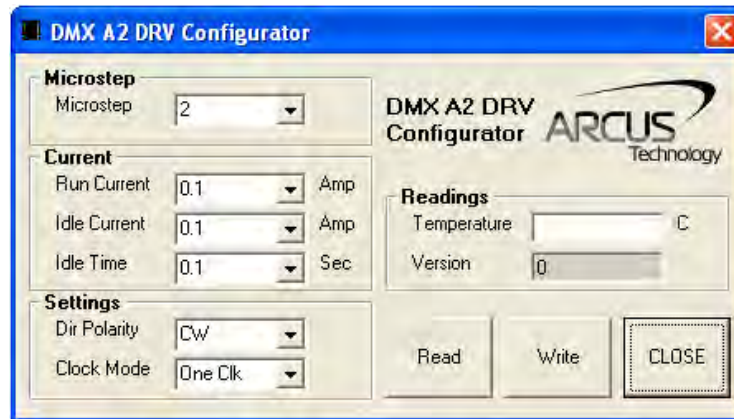 DMX A2 DRV Configurator
Microstep
Microstep 2
Current
Run Current 0.1 Amp
Idle Current 0.1 Amp
Idle Time 0.1 Sec
Settings
Dir Polarity CW
Clock Mode One Clk
DMX A2 DRV
Configurator
ARCUS
Technology
Readings
Temperature C
Version 0
Read Write CLOSE